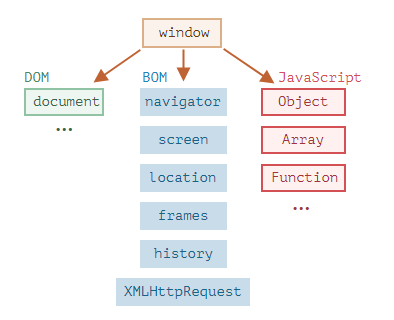 window
DOM
BOM
JavaScript
document
navigator
Object
...
screen
Array
location
Function
frames
...
history
XMLHttpRequest